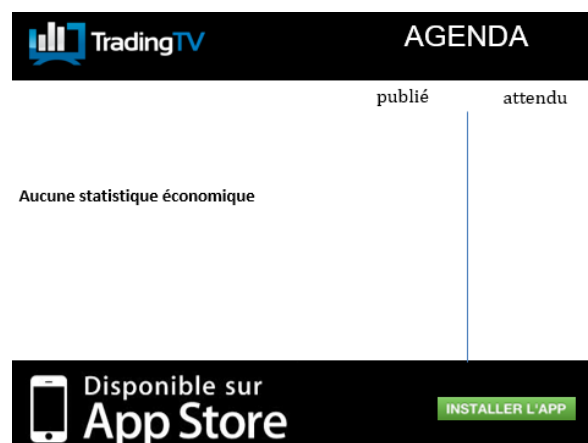 TradingTV
AGENDA
publié
attendu
Aucune statistique économique
Disponible sur
App Store
INSTALLER L'APP